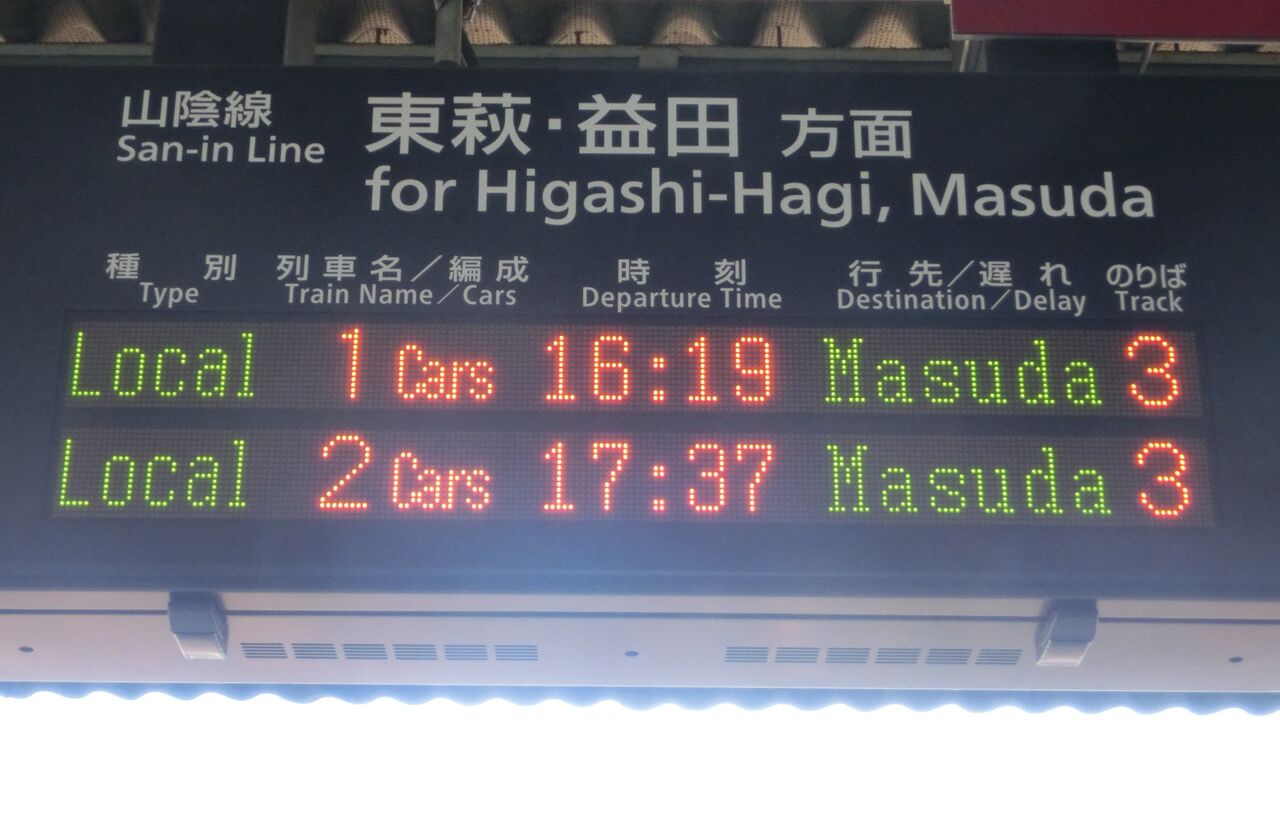 山陰線 東萩・益田 方面
San-in Line for Higashi-Hagi, Masuda
種別 列車名／編成 時刻 行先／遅れ のりば
Type Train Name／Cars Departure Time Destination／Delay Track
Local 1 Cars 16:19 Masuda 3
Local 2 Cars 17:37 Masuda 3